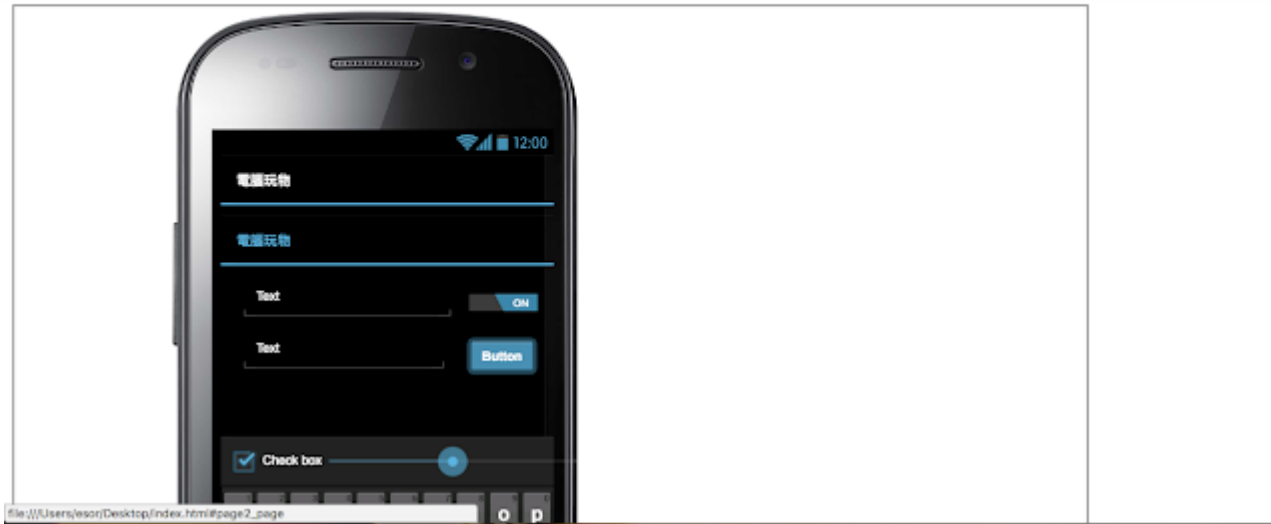 12:00
電腦玩物
電腦玩物
Text
ON
Text
Button
Check box
o p
file:///Users/esor/Desktop/index.html#page2_page